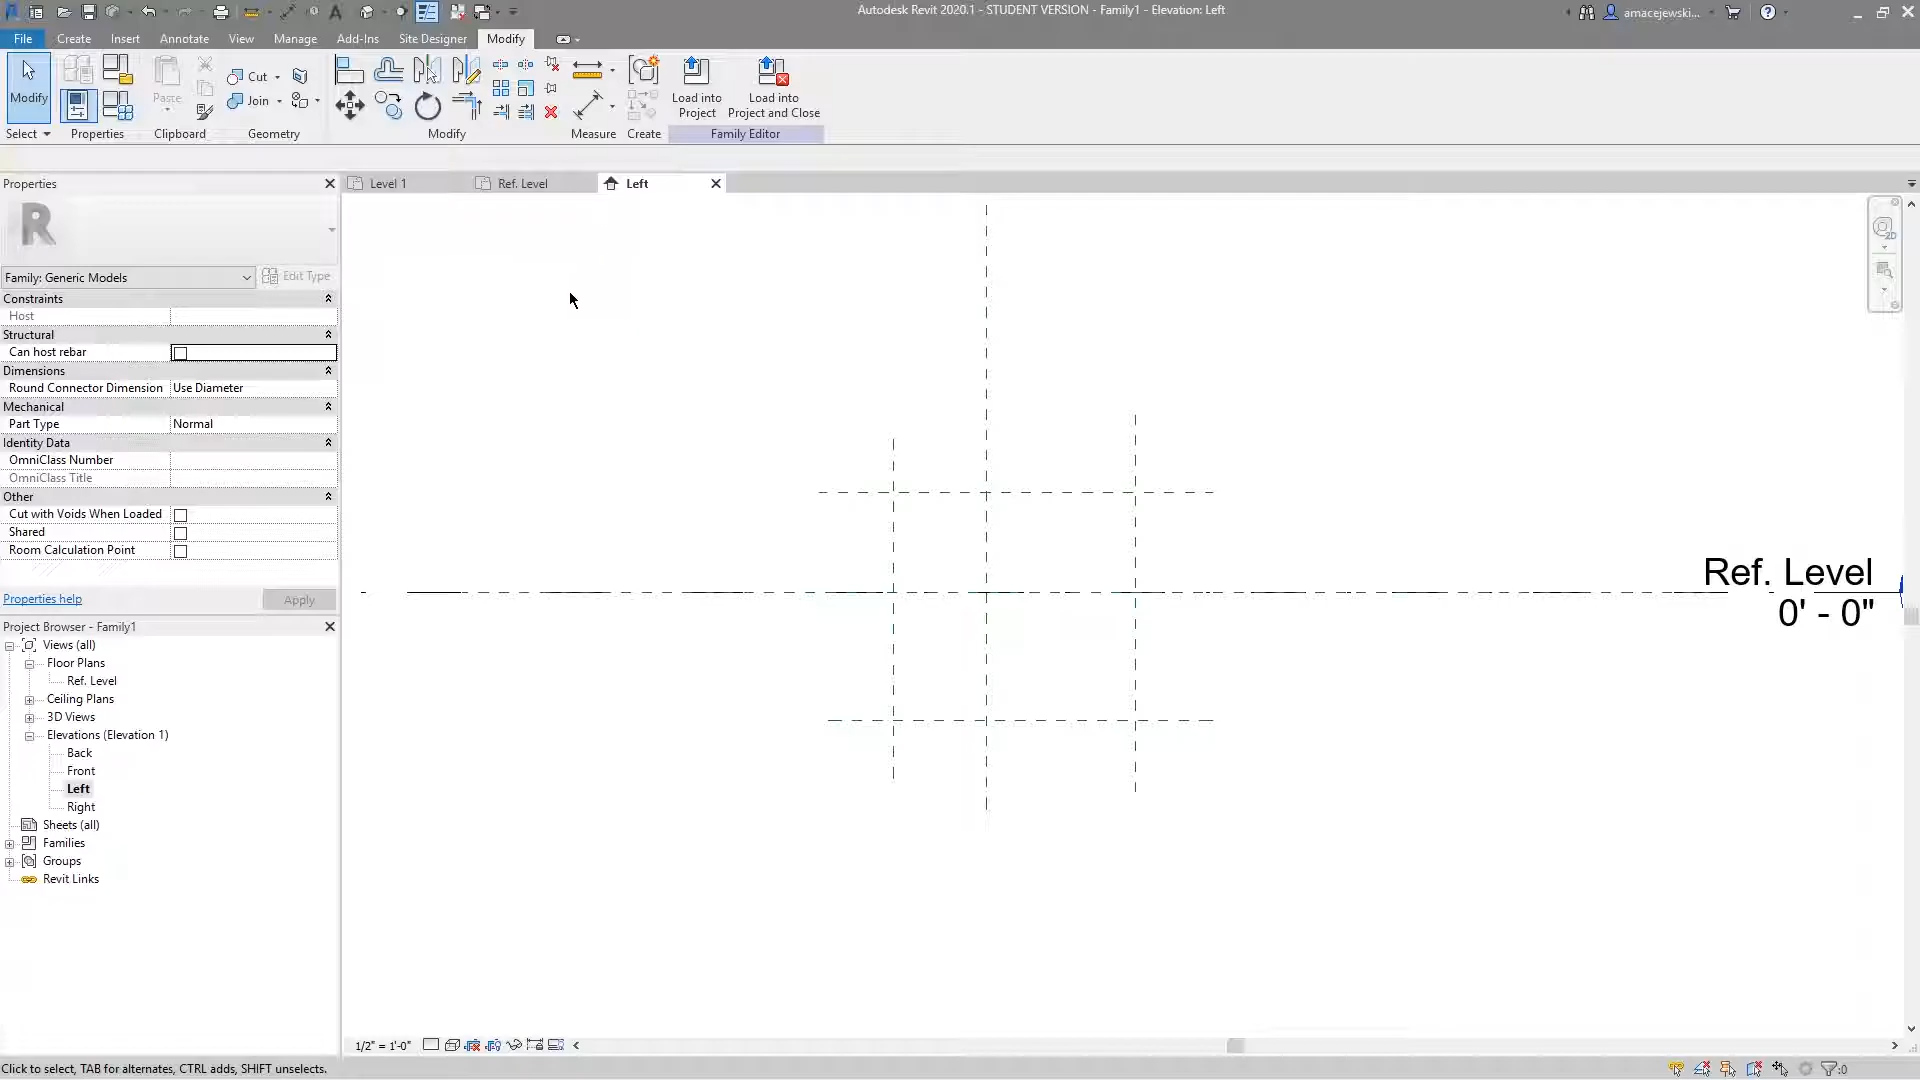 Autodesk Revit 2020.1 - STUDENT VERSION - Family1 - Elevation: Left
amacejewski...
File
Create
Insert
Annotate
View
Manage
Add-Ins
Site Designer
Modify
Modify
Paste
Cut
Join
Load into
Project
Load into
Project and Close
Select
Properties
Clipboard
Geometry
Modify
Measure
Create
Family Editor
Properties
Level 1
Ref. Level
Left
R
Family: Generic Models
Edit Type
Constraints
Host
Structural
Can host rebar
Dimensions
Round Connector Dimension
Use Diameter
Mechanical
Part Type
Normal
Identity Data
OmniClass Number
OmniClass Title
Other
Cut with Voids When Loaded
Shared
Room Calculation Point
Properties help
Apply
Project Browser - Family1
Views (all)
Floor Plans
Ref. Level
Ceiling Plans
3D Views
Elevations (Elevation 1)
Back
Front
Left
Right
Sheets (all)
Families
Groups
Revit Links
2D
Ref. Level
0' - 0"
1/2" = 1'-0"
Click to select, TAB for alternates, CTRL adds, SHIFT unselects.
:0